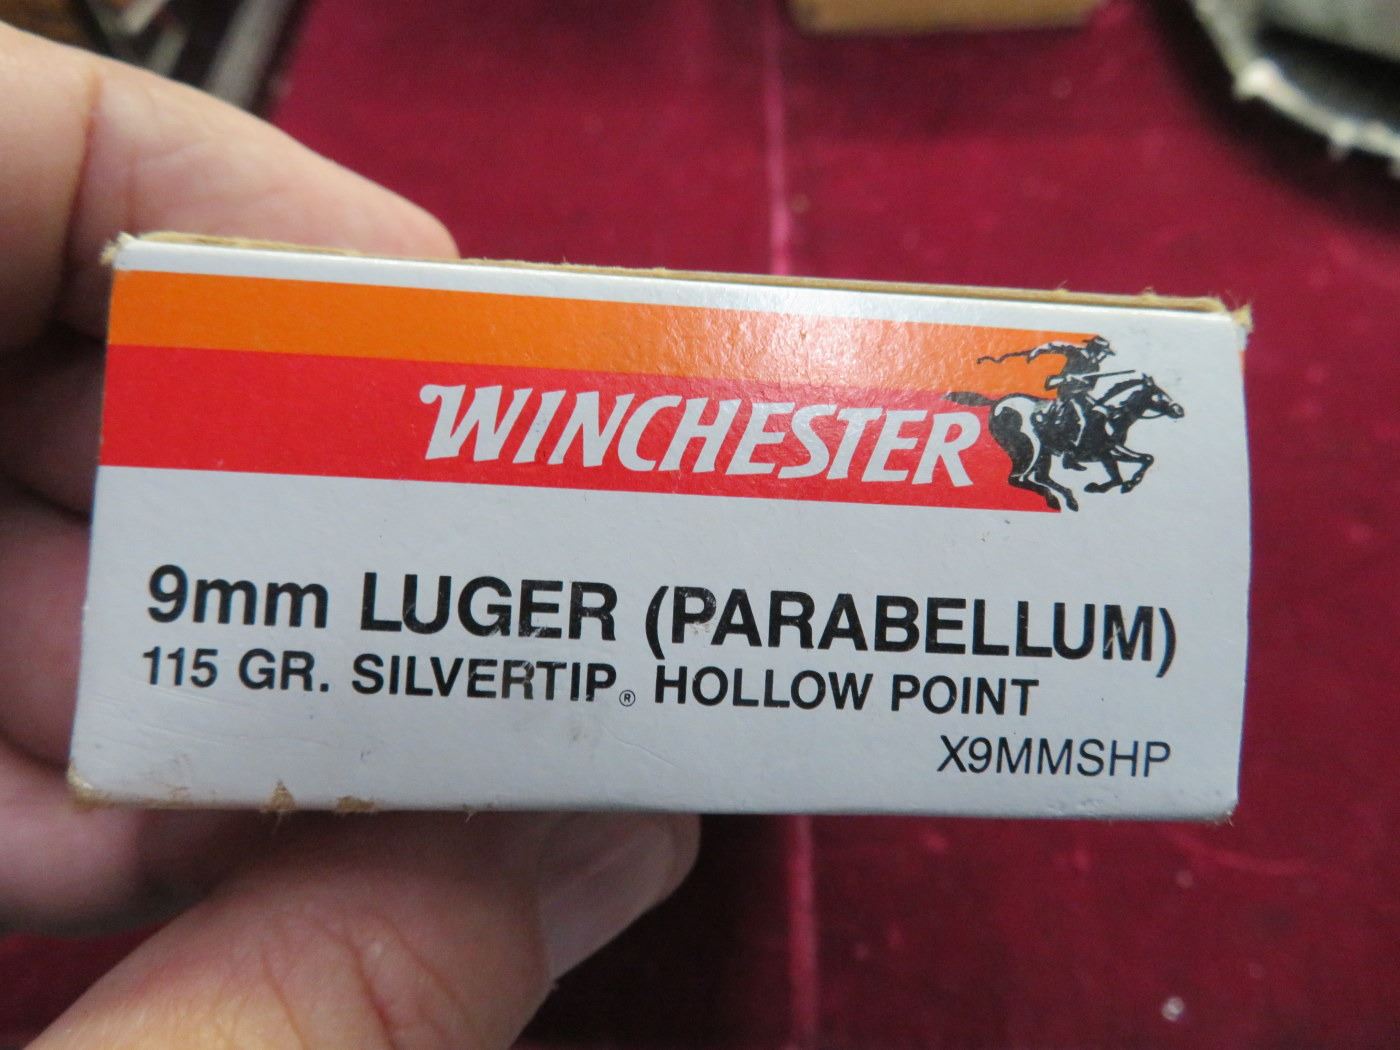 WINCHESTER
9mm LUGER (PARABELLUM)
115 GR. SILVERTIP® HOLLOW POINT
X9MMSHP